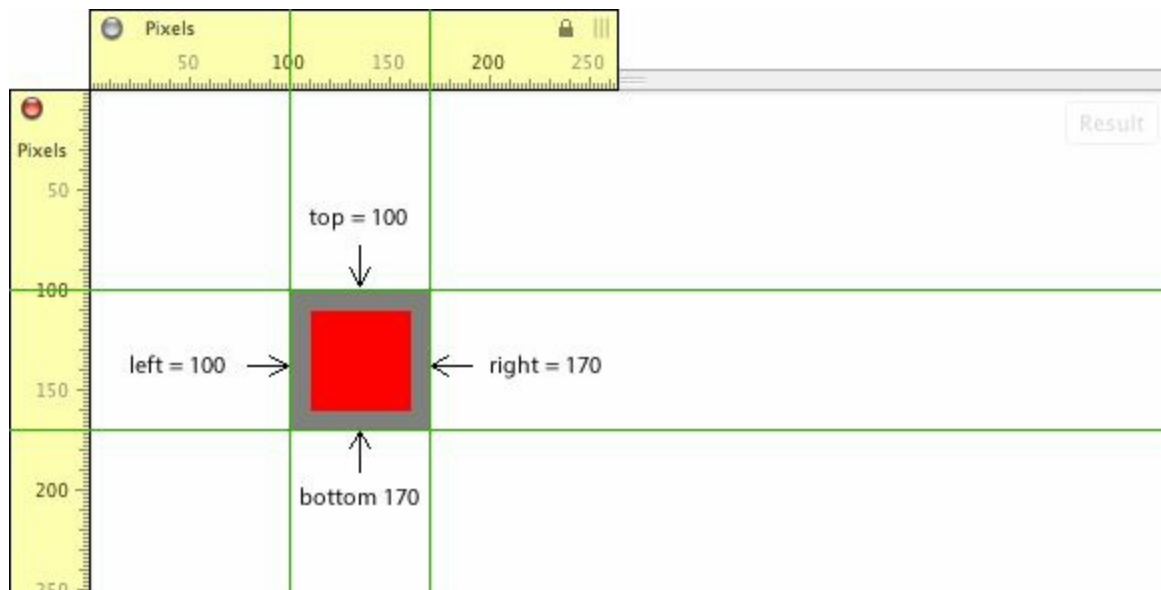 Pixels
50 100 150 200 250
Result
Pixels
50
top = 100
100
left = 100
right = 170
150
bottom 170
200
250